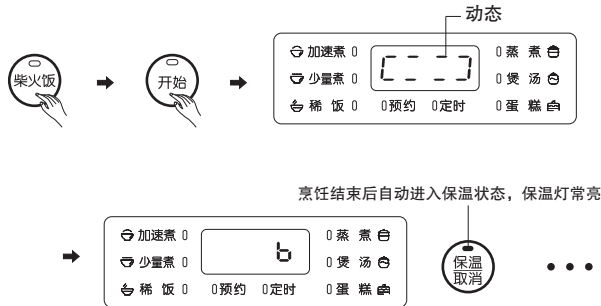 动态
柴火饭
开始
加速煮 0
0 蒸 煮
少量煮 0
0 煲 汤
稀 饭 0
0预约
0定时
0 蛋 糕
烹饪结束后自动进入保温状态，保温灯常亮
加速煮 0
0 蒸 煮
少量煮 0
b
0 煲 汤
稀 饭 0
0预约
0定时
0 蛋 糕
保温
取消